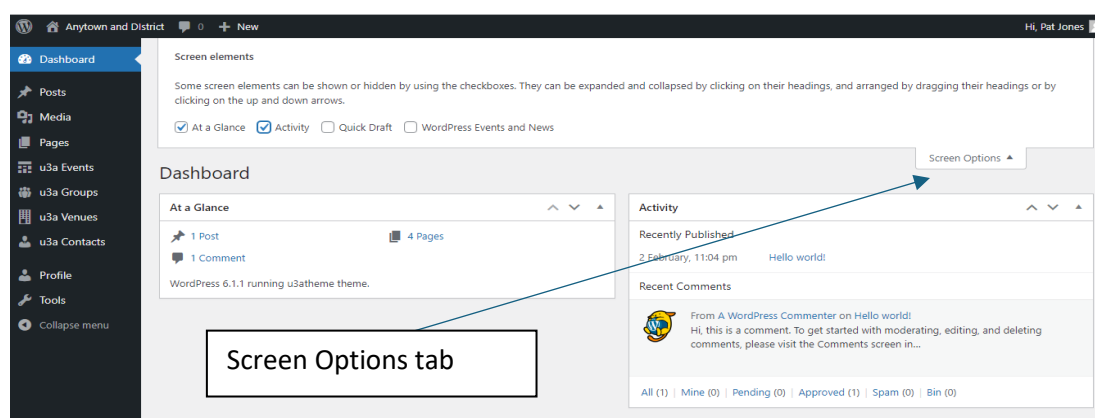 Anytown and District 0 New Hi, Pat Jones
Dashboard
Posts
Media
Pages
u3a Events
u3a Groups
u3a Venues
u3a Contacts
Profile
Tools
Collapse menu
Screen elements
Some screen elements can be shown or hidden by using the checkboxes. They can be expanded and collapsed by clicking on their headings, and arranged by dragging their headings or by
clicking on the up and down arrows.
At a Glance Activity Quick Draft WordPress Events and News
Screen Options
Dashboard
At a Glance
1 Post 4 Pages
1 Comment
WordPress 6.1.1 running u3atheme theme.
Activity
Recently Published
2 February, 11:04 pm Hello world!
Recent Comments
From A WordPress Commenter on Hello world!
Hi, this is a comment. To get started with moderating, editing, and deleting
comments, please visit the Comments screen in...
All (1) | Mine (0) | Pending (0) | Approved (1) | Spam (0) | Bin (0)
Screen Options tab